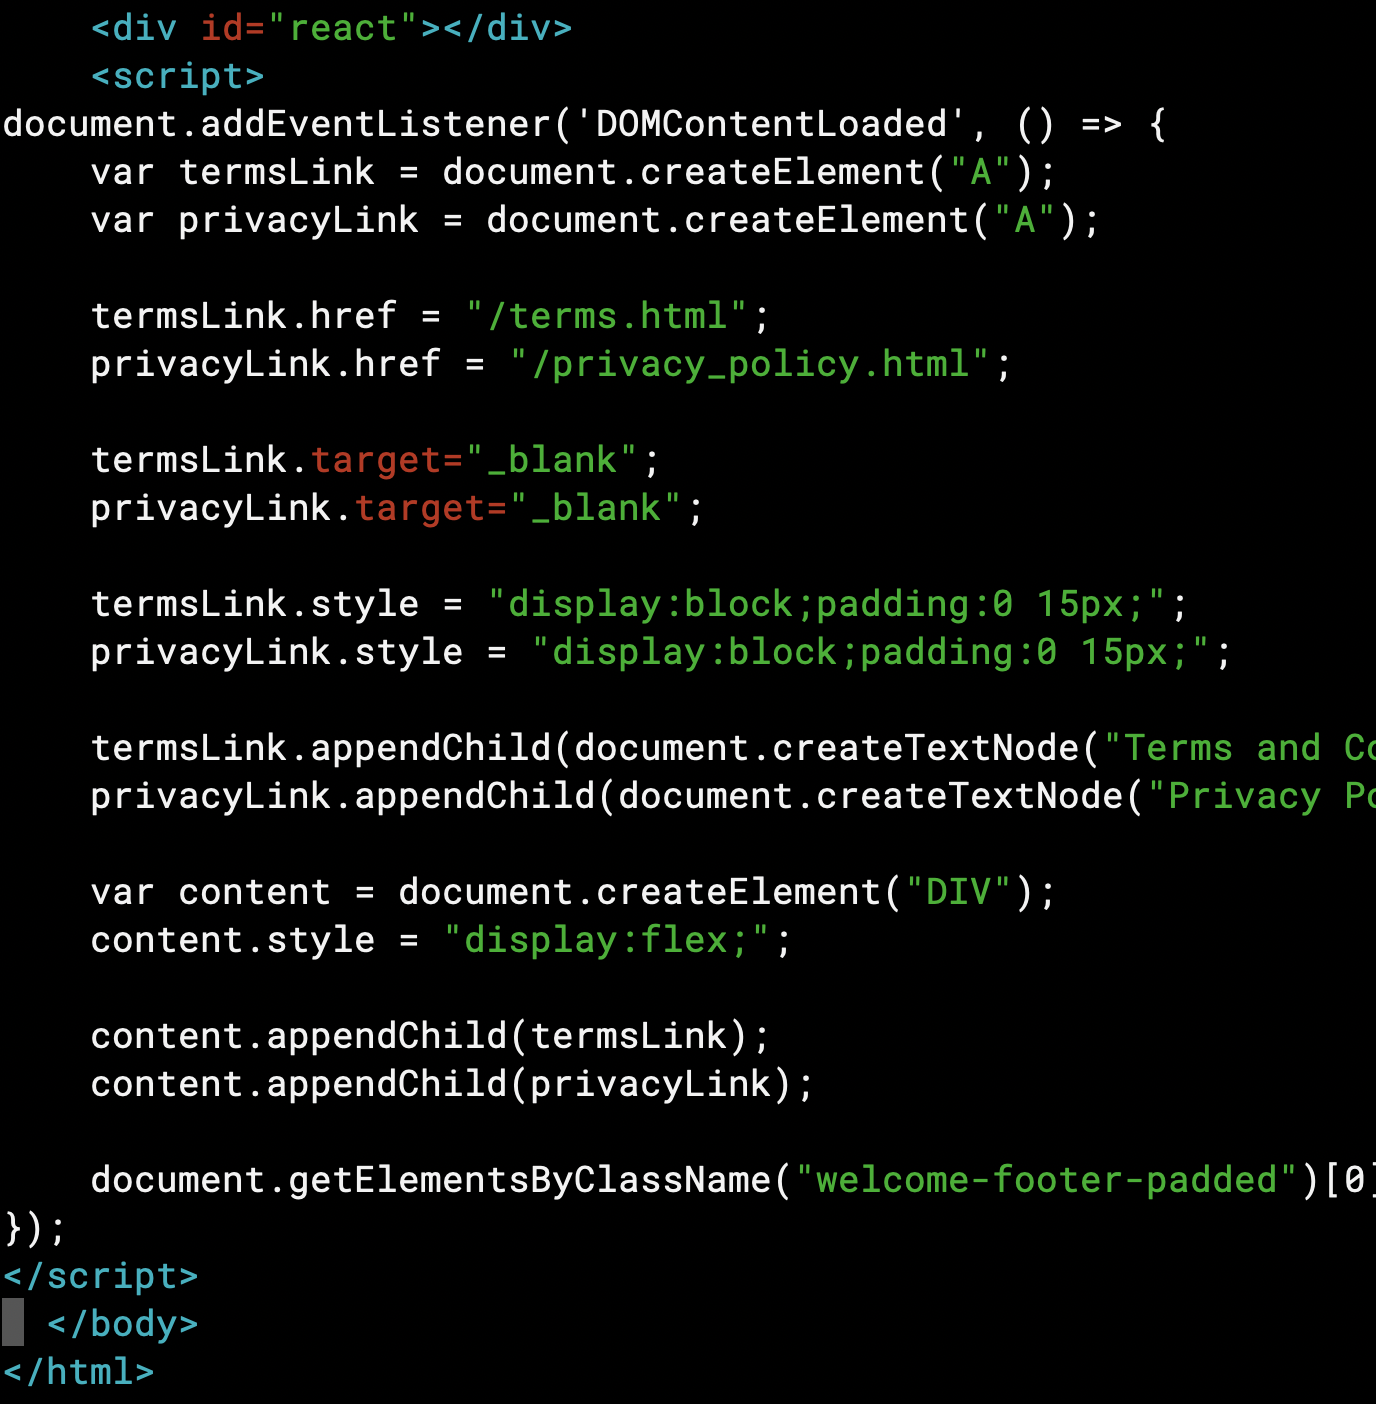 <div id="react"></div>
<script>
document.addEventListener('DOMContentLoaded', () => {
var termsLink = document.createElement("A");
var privacyLink = document.createElement("A");
termsLink.href = "/terms.html";
privacyLink.href = "/privacy_policy.html";
termsLink.target="_blank";
privacyLink.target="_blank";
termsLink.style = "display:block;padding:0 15px;";
privacyLink.style = "display:block;padding:0 15px;";
termsLink.appendChild(document.createTextNode("Terms and Co
privacyLink.appendChild(document.createTextNode("Privacy Po
var content = document.createElement("DIV");
content.style = "display:flex;";
content.appendChild(termsLink);
content.appendChild(privacyLink);
document.getElementsByClassName("welcome-footer-padded")[0]
});
</script>
</body>
</html>